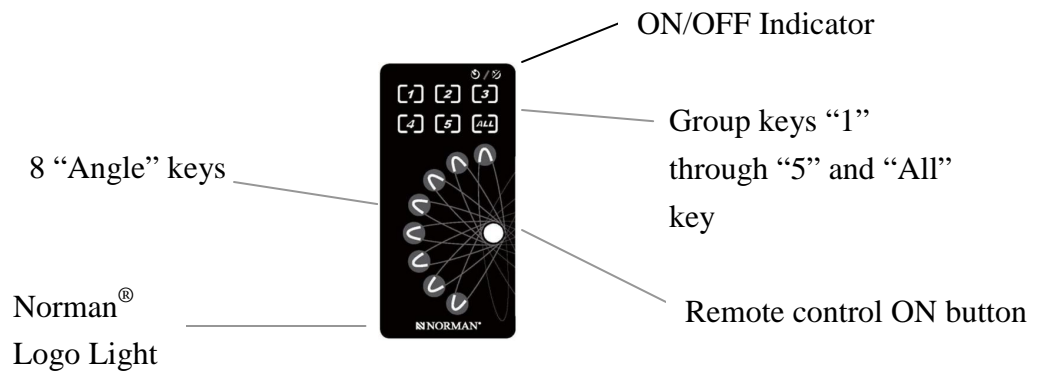 ON/OFF Indicator
[1] [2] [3]
[4] [5] [ALL]
Group keys “1”
through “5” and “All”
key
8 “Angle” keys
Remote control ON button
Norman®
Logo Light
NORMAN®